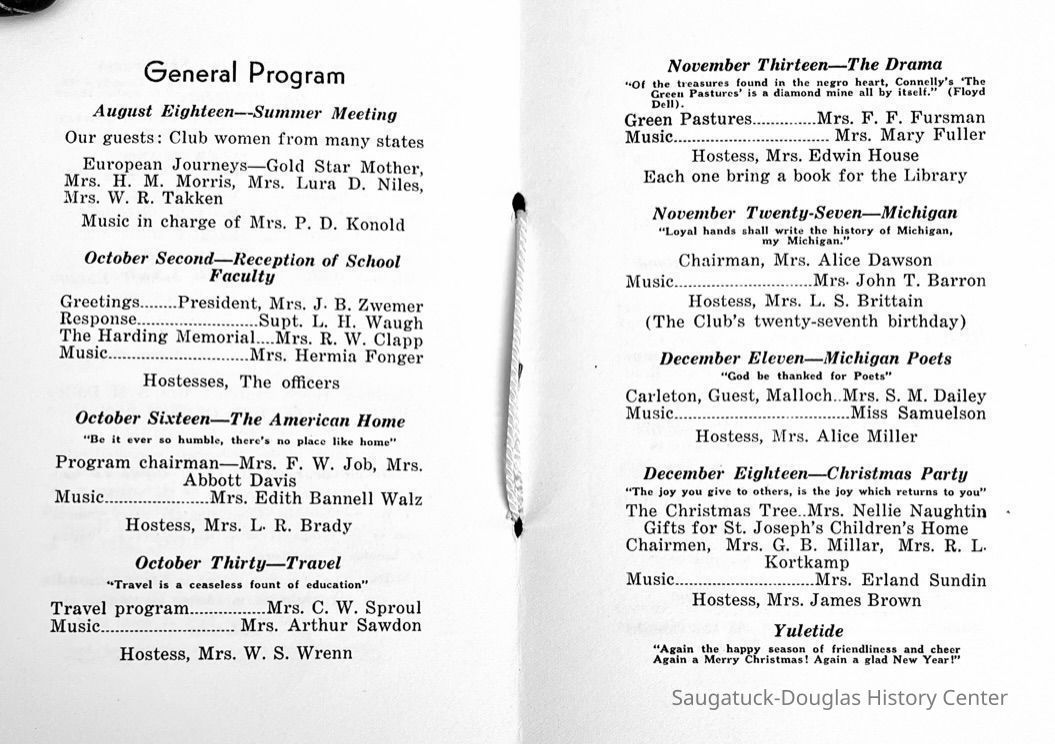 General Program
August Eighteen—Summer Meeting
Our guests: Club women from many states
European Journeys—Gold Star Mother,
Mrs. H. M. Morris, Mrs. Lura D. Niles,
Mrs. W. R. Takken
Music in charge of Mrs. P. D. Konold
October Second—Reception of School
Faculty
Greetings........President, Mrs. J. B. Zwemer
Response..........................Supt. L. H. Waugh
The Harding Memorial....Mrs. R. W. Clapp
Music..............................Mrs. Hermia Fonger
Hostesses, The officers
October Sixteen—The American Home
"Be it ever so humble, there's no place like home"
Program chairman—Mrs. F. W. Job, Mrs.
Abbott Davis
Music......................Mrs. Edith Bannell Walz
Hostess, Mrs. L. R. Brady
October Thirty—Travel
"Travel is a ceaseless fount of education"
Travel program................Mrs. C. W. Sproul
Music............................ Mrs. Arthur Sawdon
Hostess, Mrs. W. S. Wrenn
November Thirteen—The Drama
"Of the treasures found in the negro heart, Connelly's 'The
Green Pastures' is a diamond mine all by itself." (Floyd
Dell).
Green Pastures.............Mrs. F. F. Fursman
Music................................. Mrs. Mary Fuller
Hostess, Mrs. Edwin House
Each one bring a book for the Library
November Twenty-Seven—Michigan
"Loyal hands shall write the history of Michigan,
my Michigan."
Chairman, Mrs. Alice Dawson
Music.............................Mrs. John T. Barron
Hostess, Mrs. L. S. Brittain
(The Club's twenty-seventh birthday)
December Eleven—Michigan Poets
"God be thanked for Poets"
Carleton, Guest, Malloch..Mrs. S. M. Dailey
Music.....................................Miss Samuelson
Hostess, Mrs. Alice Miller
December Eighteen—Christmas Party
"The joy you give to others, is the joy which returns to you"
The Christmas Tree..Mrs. Nellie Naughtin
Gifts for St. Joseph's Children's Home
Chairmen, Mrs. G. B. Millar, Mrs. R. L.
Kortkamp
Music.............................Mrs. Erland Sundin
Hostess, Mrs. James Brown
Yuletide
"Again the happy season of friendliness and cheer
Again a Merry Christmas! Again a glad New Year!"
Saugatuck-Douglas History Center